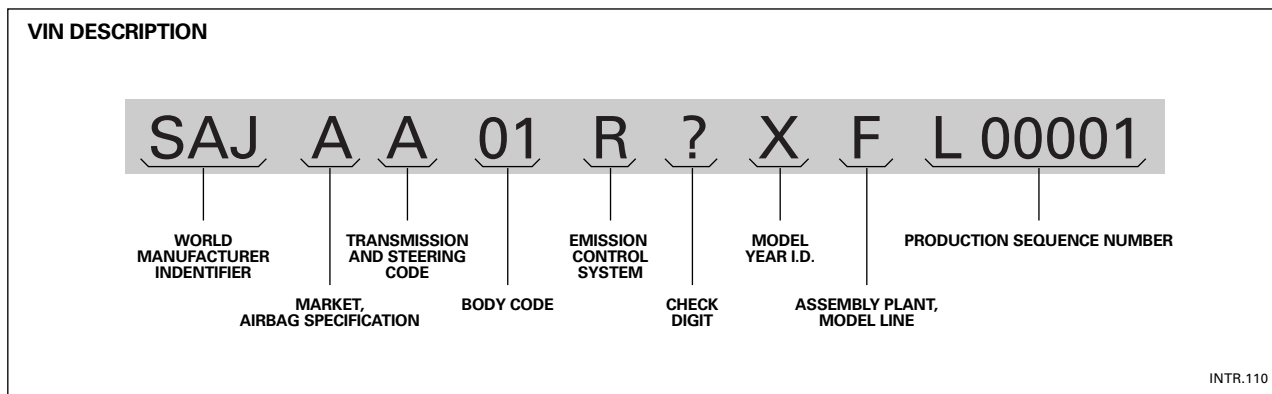 VIN DESCRIPTION
SAJ A A 01 R ? X F L 00001
WORLD
MANUFACTURER
INDENTIFIER
TRANSMISSION
AND STEERING
CODE
EMISSION
CONTROL
SYSTEM
MODEL
YEAR I.D.
PRODUCTION SEQUENCE NUMBER
MARKET,
AIRBAG SPECIFICATION
BODY CODE
CHECK
DIGIT
ASSEMBLY PLANT,
MODEL LINE
INTR.110